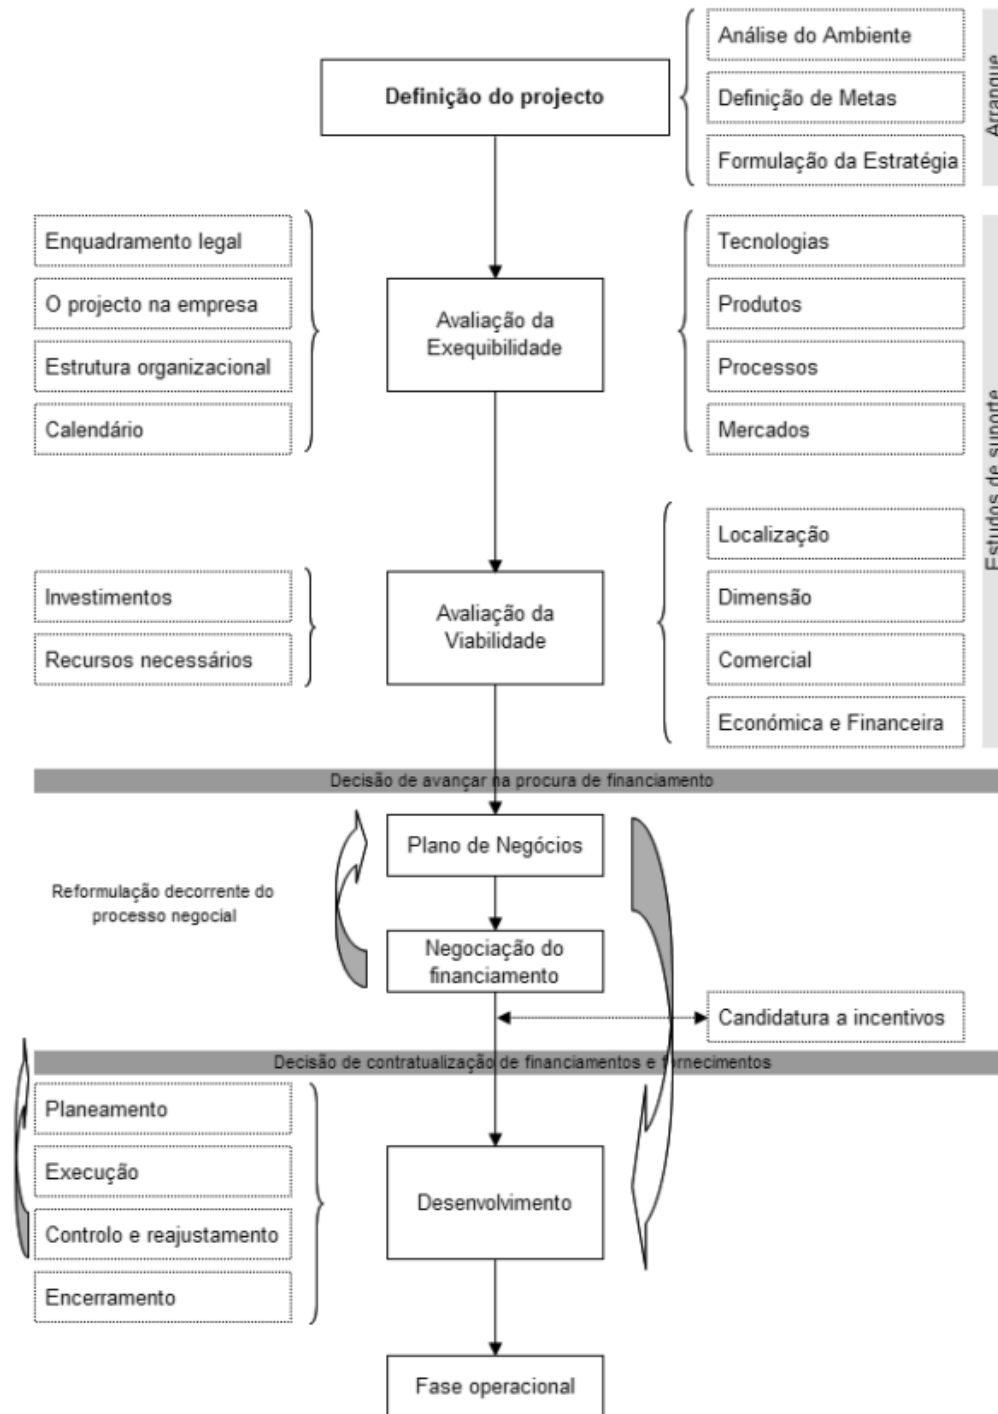 Definição do projecto
Análise do Ambiente
Definição de Metas
Formulação da Estratégia
Arranque
Enquadramento legal
O projecto na empresa
Estrutura organizacional
Calendário
Avaliação da
Exequibilidade
Tecnologias
Produtos
Processos
Mercados
Estudos de suporte
Investimentos
Recursos necessários
Avaliação da
Viabilidade
Localização
Dimensão
Comercial
Económica e Financeira
Decisão de avançar na procura de financiamento
Plano de Negócios
Reformulação decorrente do
processo negocial
Negociação do
financiamento
Candidatura a incentivos
Decisão de contratualização de financiamentos e fornecimentos
Planeamento
Execução
Controlo e reajustamento
Encerramento
Desenvolvimento
Fase operacional